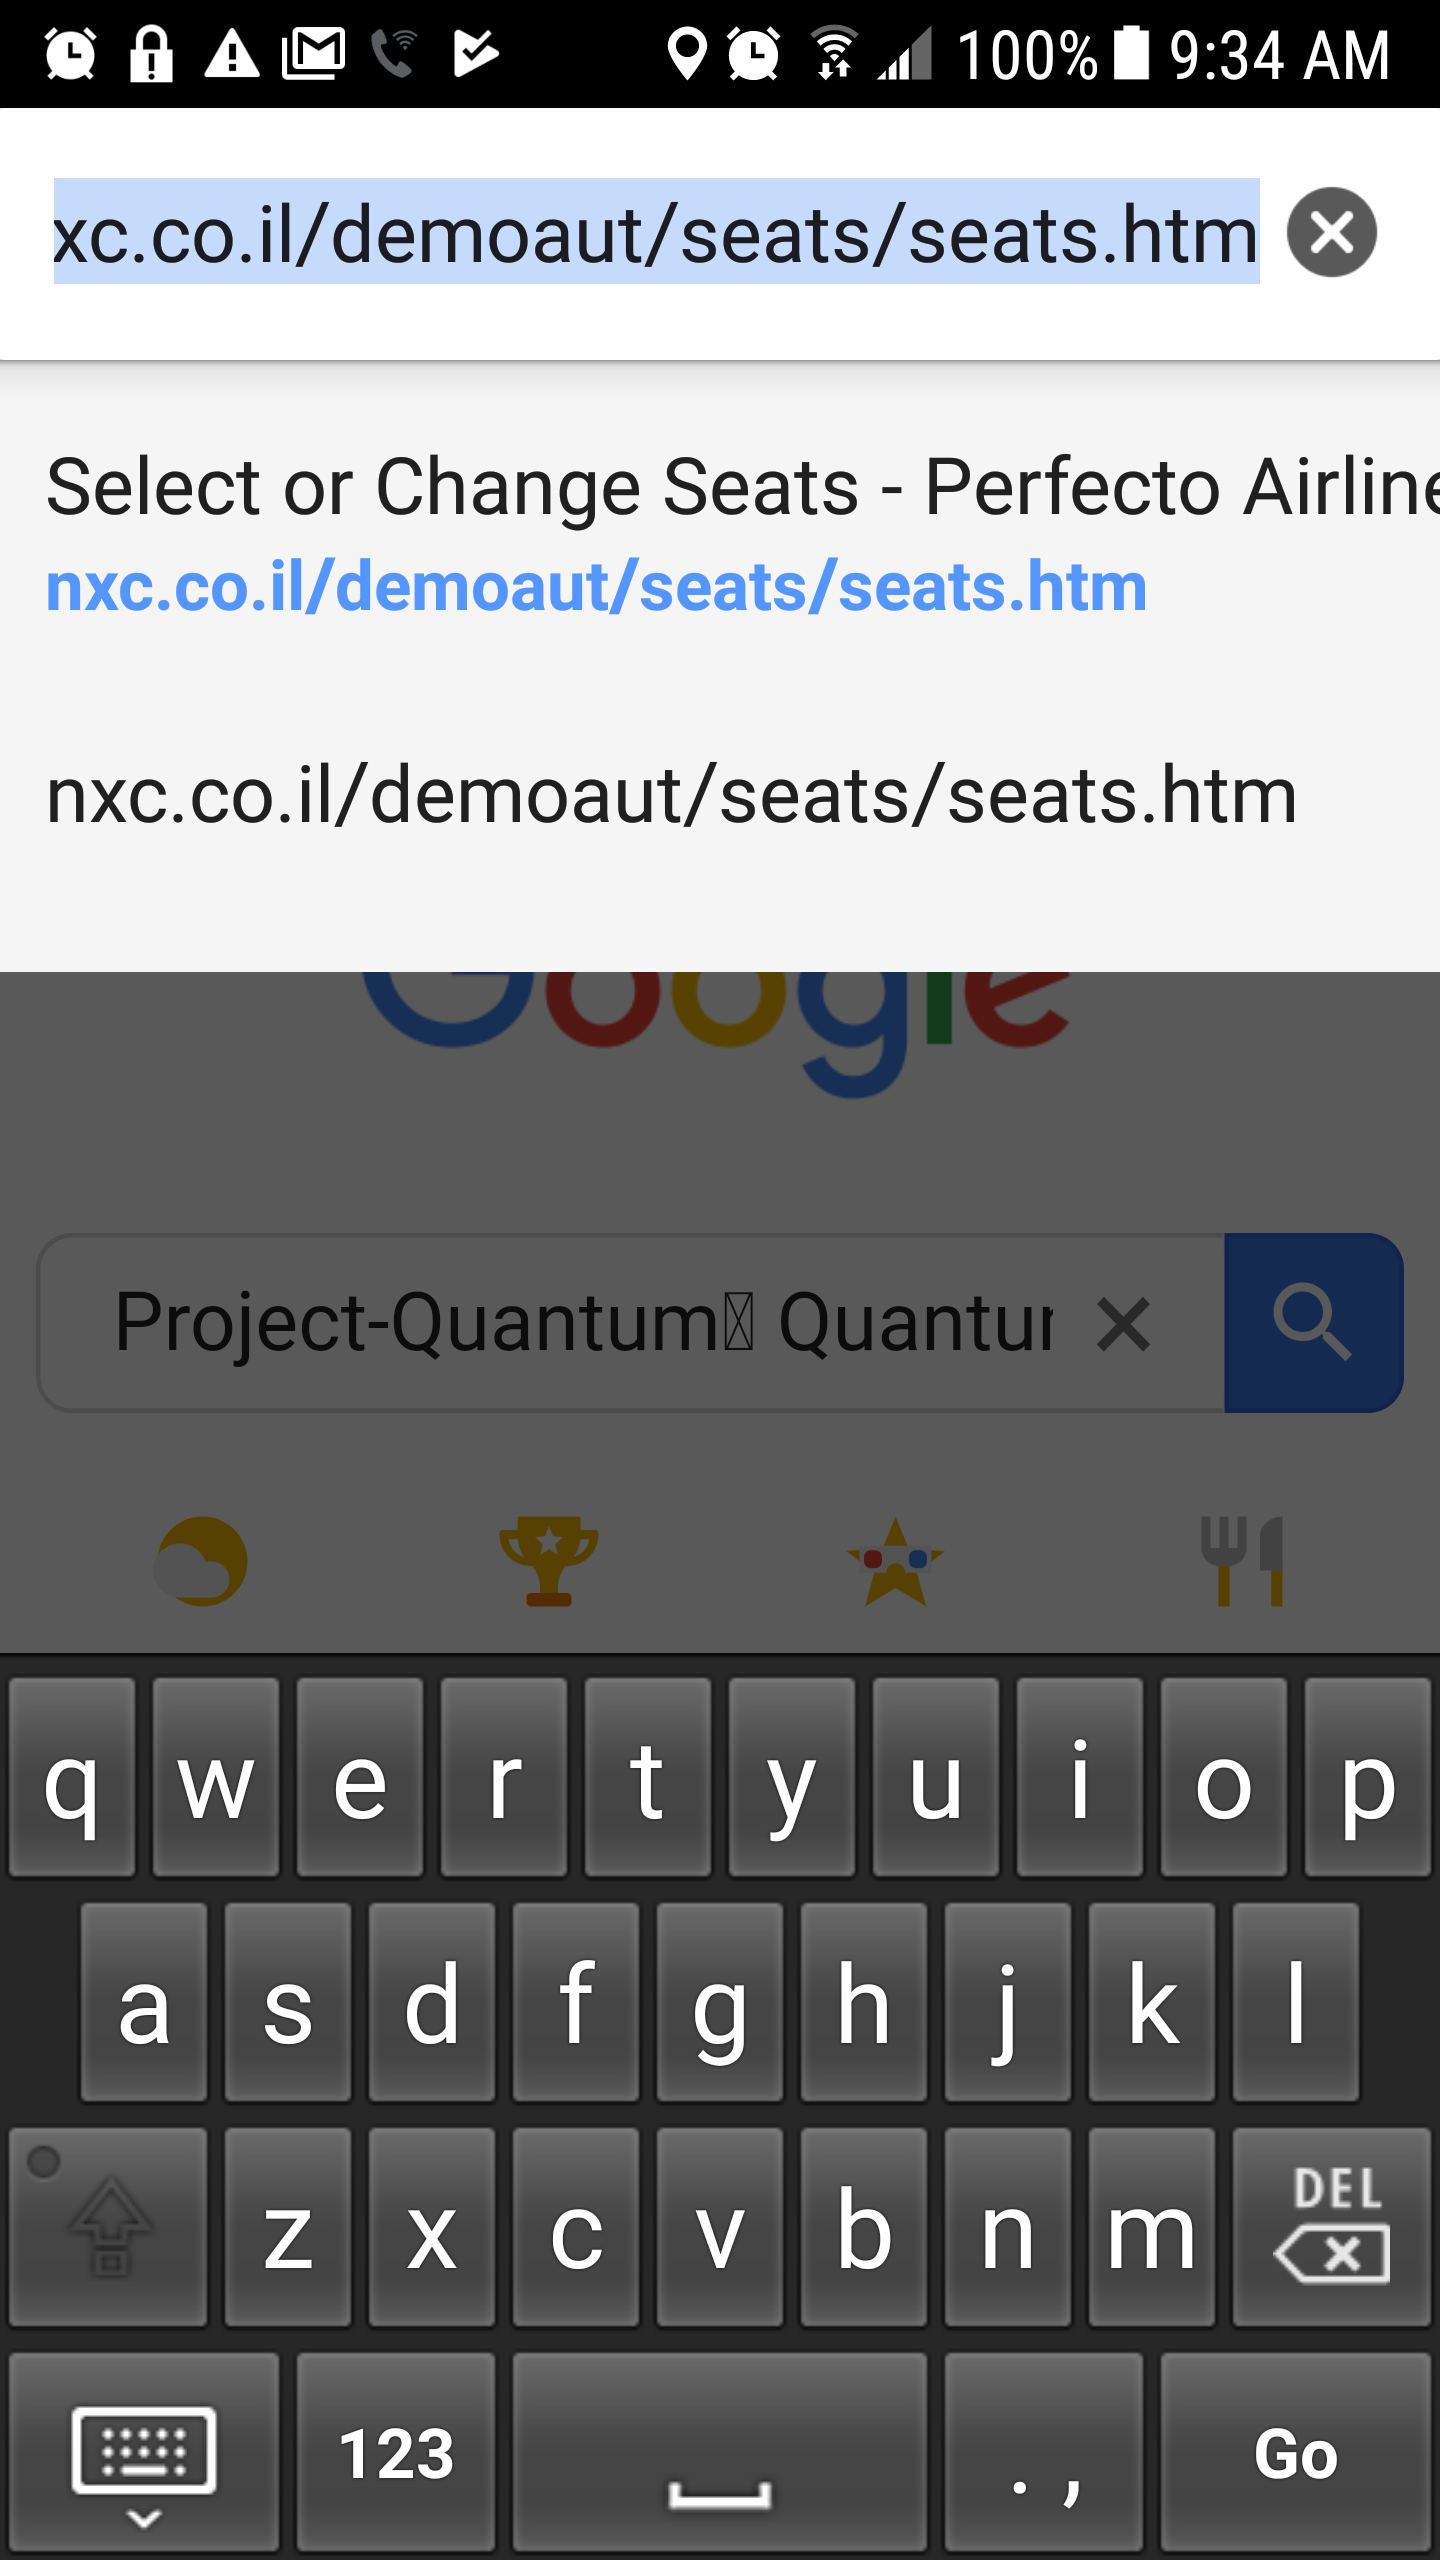 100% 9:34 AM
xc.co.il/demoaut/seats/seats.htm
Select or Change Seats - Perfecto Airline
nxc.co.il/demoaut/seats/seats.htm
nxc.co.il/demoaut/seats/seats.htm
Google
Project-Quantum Quantum
q w e r t y u i o p
a s d f g h j k l
z x c v b n m DEL
123 . , Go